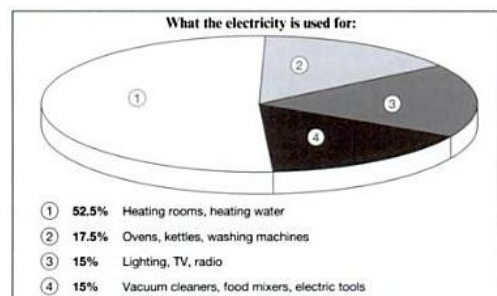 What the electricity is used for:
2
1
3
4
1 52.5% Heating rooms, heating water
2 17.5% Ovens, kettles, washing machines
3 15% Lighting, TV, radio
4 15% Vacuum cleaners, food mixers, electric tools